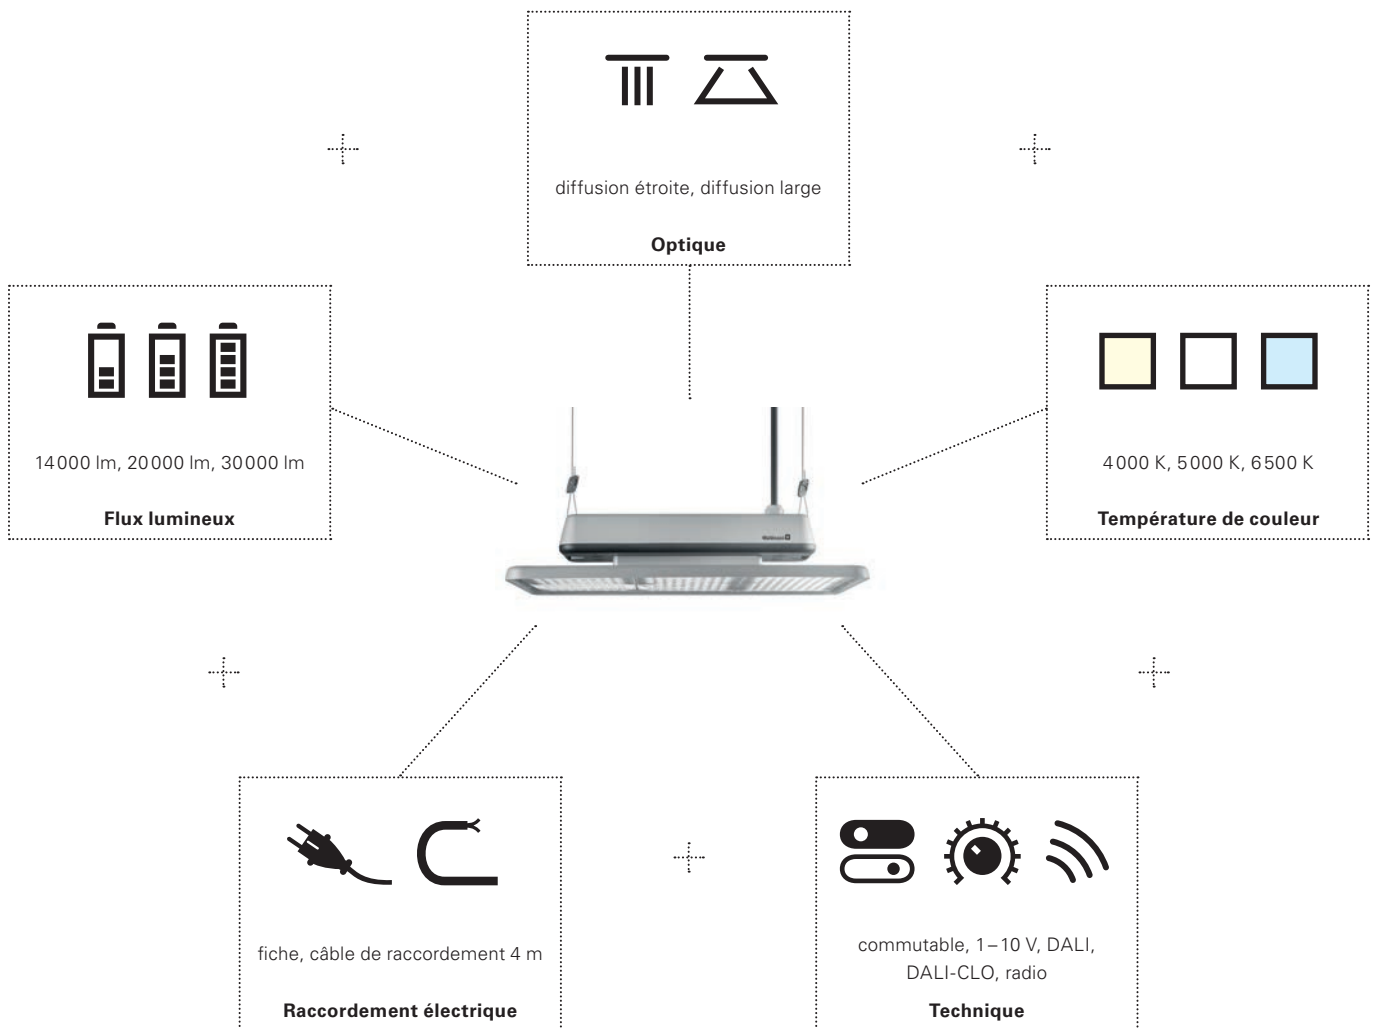 diffusion étroite, diffusion large
Optique
14000 lm, 20000 lm, 30000 lm
Flux lumineux
4000 K, 5000 K, 6500 K
Température de couleur
fiche, câble de raccordement 4 m
Raccordement électrique
commutable, 1–10 V, DALI,
DALI-CLO, radio
Technique